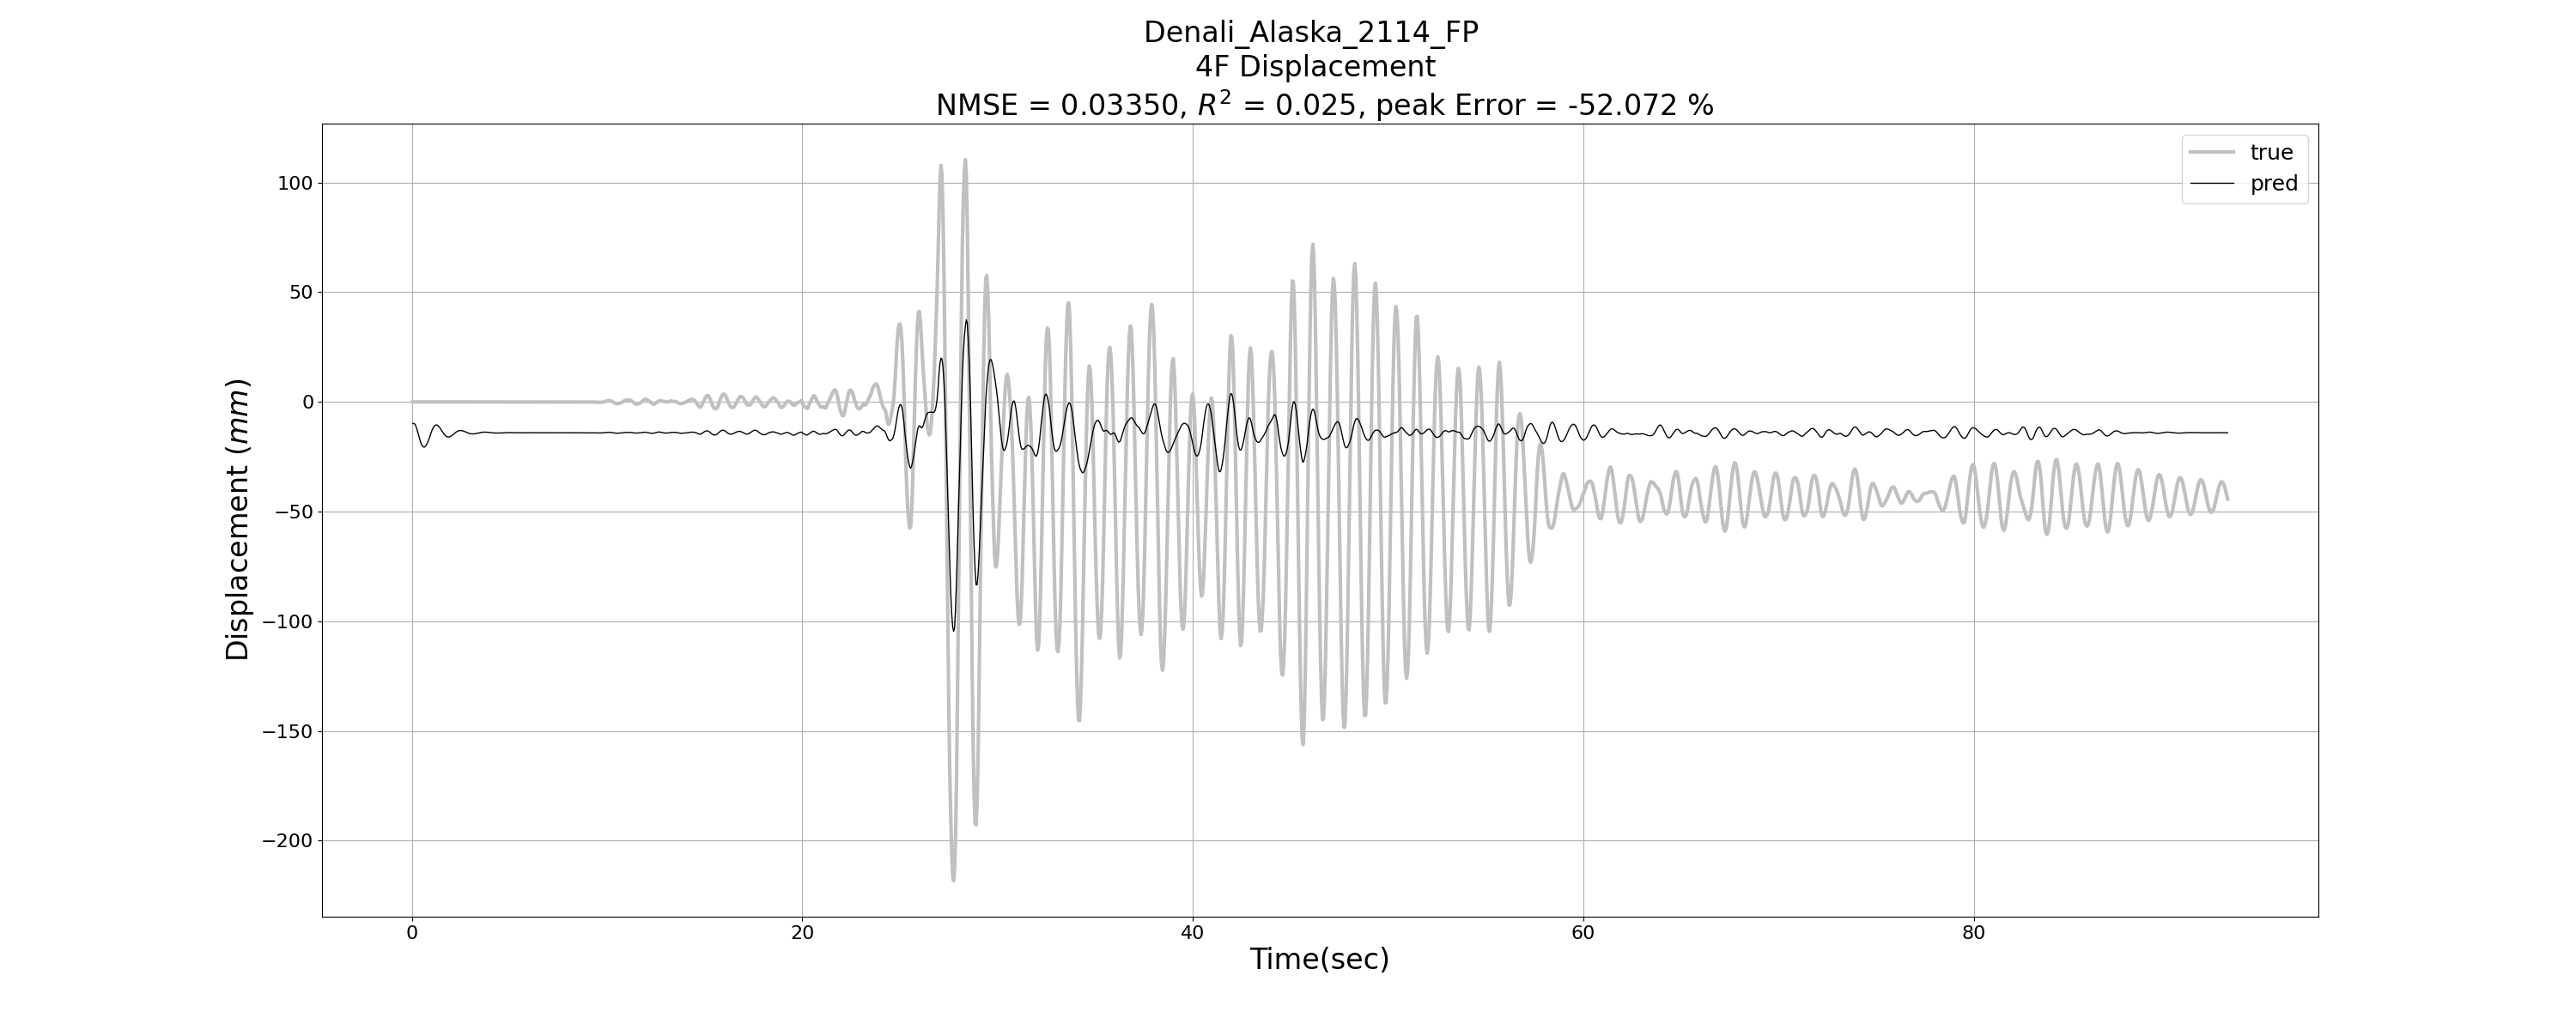 Denali_Alaska_2114_FP
4F Displacement
NMSE = 0.03350, R² = 0.025, peak Error = -52.072 %
true
pred
100
50
0
−50
−100
−150
−200
Displacement (mm)
0
20
40
60
80
Time(sec)